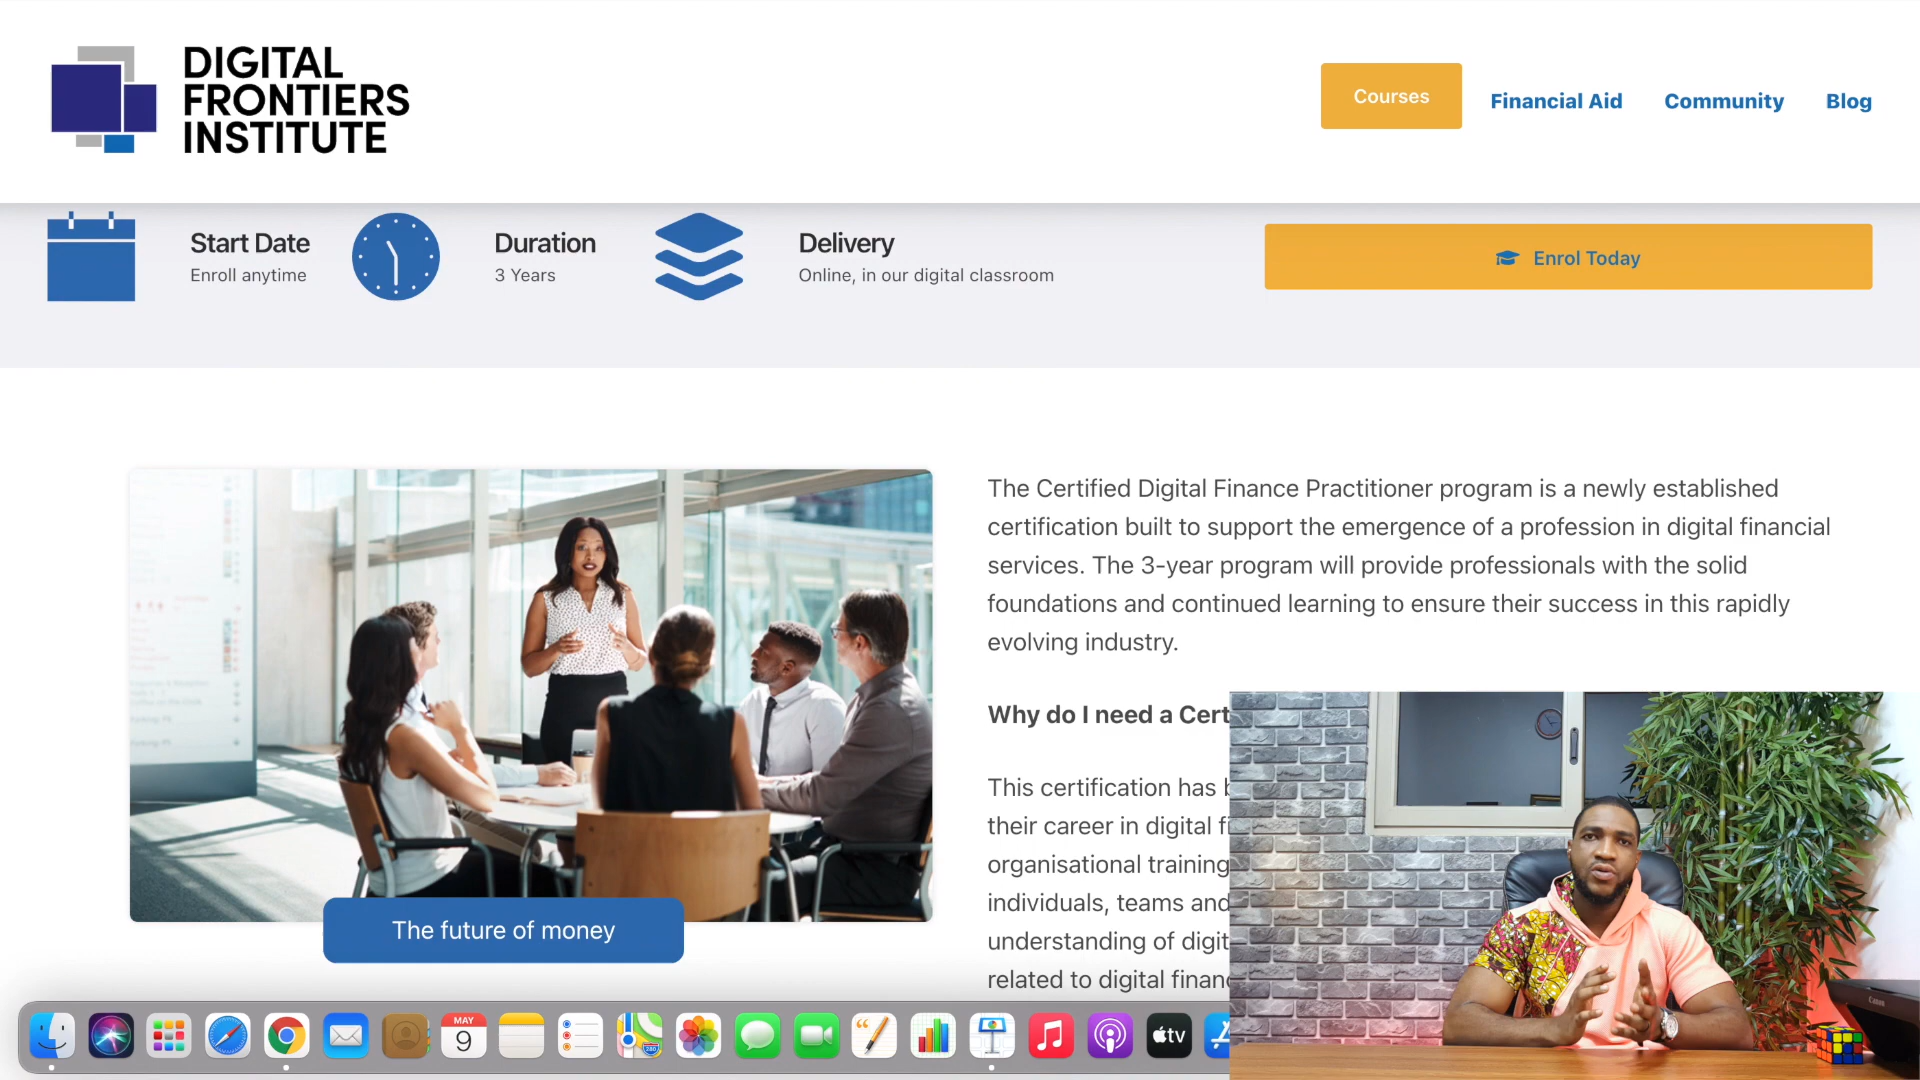 DIGITAL
FRONTIERS
INSTITUTE
Courses
Financial Aid
Community
Blog
Start Date
Enroll anytime
Duration
3 Years
Delivery
Online, in our digital classroom
Enrol Today
The Certified Digital Finance Practitioner program is a newly established
certification built to support the emergence of a profession in digital financial
services. The 3-year program will provide professionals with the solid
foundations and continued learning to ensure their success in this rapidly
evolving industry.
Why do I need a Cert
This certification has b
their career in digital fi
organisational training
individuals, teams and
understanding of digit
related to digital finan
The future of money
MAY
9
280
tv
Canon